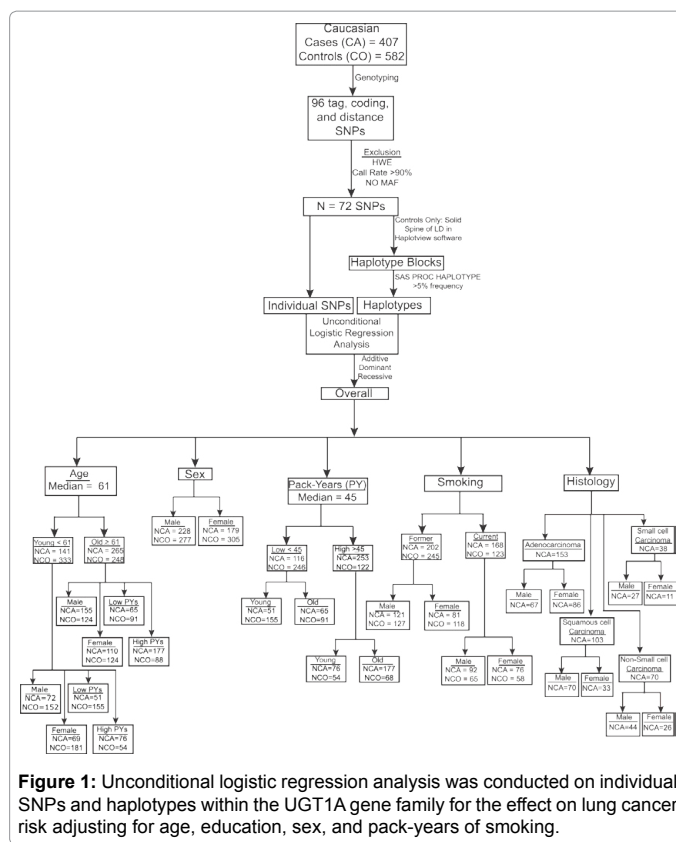 Caucasian
Cases (CA) = 407
Controls (CO) = 582
Genotyping
96 tag, coding,
and distance
SNPs
Exclusion
HWE
Call Rate >90%
NO MAF
N = 72 SNPs
Controls Only: Solid
Spine of LD in
Haplotview software
Haplotype Blocks
SAS PROC HAPLOTYPE
>5% frequency
Individual SNPs
Haplotypes
Unconditional
Logistic Regression
Analysis
Additive
Dominant
Recessive
Overall
Age
Median = 61
Young < 61
NCA = 141
NCO = 333
Old ≥ 61
NCA = 265
NCO = 248
Male
NCA=155
NCO=124
Low PYs
NCA=65
NCO=91
Female
NCA=110
NCO=124
High PYs
NCA=177
NCO=88
Male
NCA=72
NCO=152
Low PYs
NCA=51
NCO=155
Female
NCA=69
NCO=181
High PYs
NCA=76
NCO=54
Sex
Male
NCA = 228
NCO = 277
Female
NCA = 179
NCO = 305
Pack-Years (PY)
Median = 45
Low < 45
NCA = 116
NCO = 246
High >45
NCA=253
NCO=122
Young
NCA=51
NCO=155
Old
NCA=65
NCO=91
Young
NCA=76
NCO=54
Old
NCA=177
NCO=68
Smoking
Former
NCA = 202
NCO = 245
Current
NCA = 168
NCO = 123
Male
NCA = 121
NCO = 127
Female
NCA = 81
NCO = 118
Male
NCA = 92
NCO = 65
Female
NCA = 76
NCO = 58
Histology
Adenocarcinoma
NCA=153
Small cell
Carcinoma
NCA=38
Male
NCA=67
Female
NCA=86
Male
NCA=27
Female
NCA=11
Squamous cell
Carcinoma
NCA=103
Non-Small cell
Carcinoma
NCA=70
Male
NCA=70
Female
NCA=33
Male
NCA=44
Female
NCA=26
Figure 1: Unconditional logistic regression analysis was conducted on individual
SNPs and haplotypes within the UGT1A gene family for the effect on lung cancer
risk adjusting for age, education, sex, and pack-years of smoking.